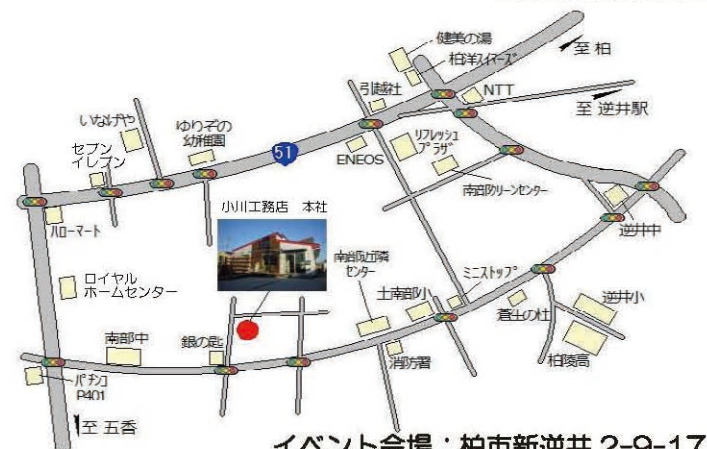 健美の湯
柏洋スイマーズ
至 柏
引越社
NTT
至 逆井駅
いなげや
ゆりぞの
幼稚園
セブン
イレブン
51
ENEOS
リフレッシュ
プラザ
南部クリーンセンター
ハローマート
小川工務店 本社
逆井中
ロイヤル
ホームセンター
南部近隣
センター
土南部小
ミニストップ
蒼生の杜
逆井小
南部中
銀の匙
消防署
柏陵高
パチンコ
P401
至 五香
イベント会場：柏市新逆井 2-9-17